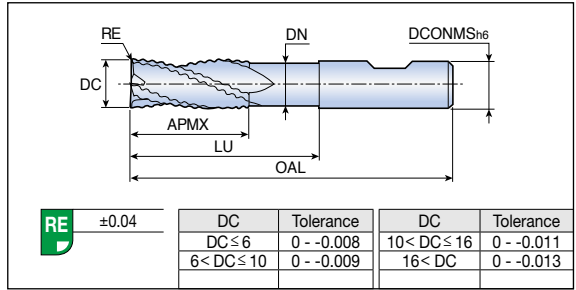 RE
DN
DCONMSh6
DC
APMX
LU
OAL
RE ±0.04
DC Tolerance DC Tolerance
DC≦6 0 - -0.008 10<DC≦16 0 - -0.011
6<DC≦10 0 - -0.009 16<DC 0 - -0.013